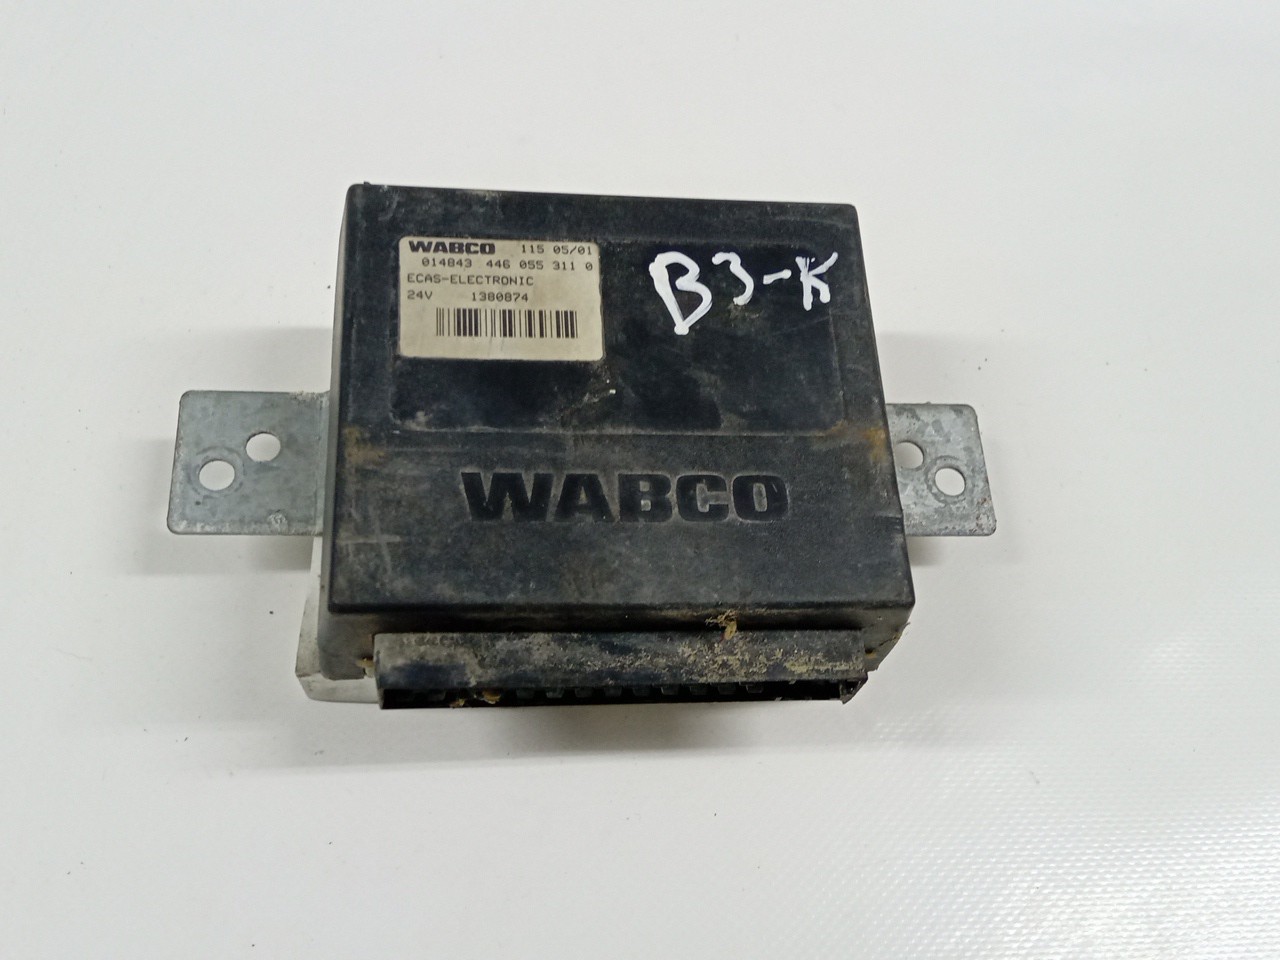 WABCO 115 05/01
014843 446 055 311 0
ECAS-ELECTRONIC
24V 1380874
B3-K
WABCO